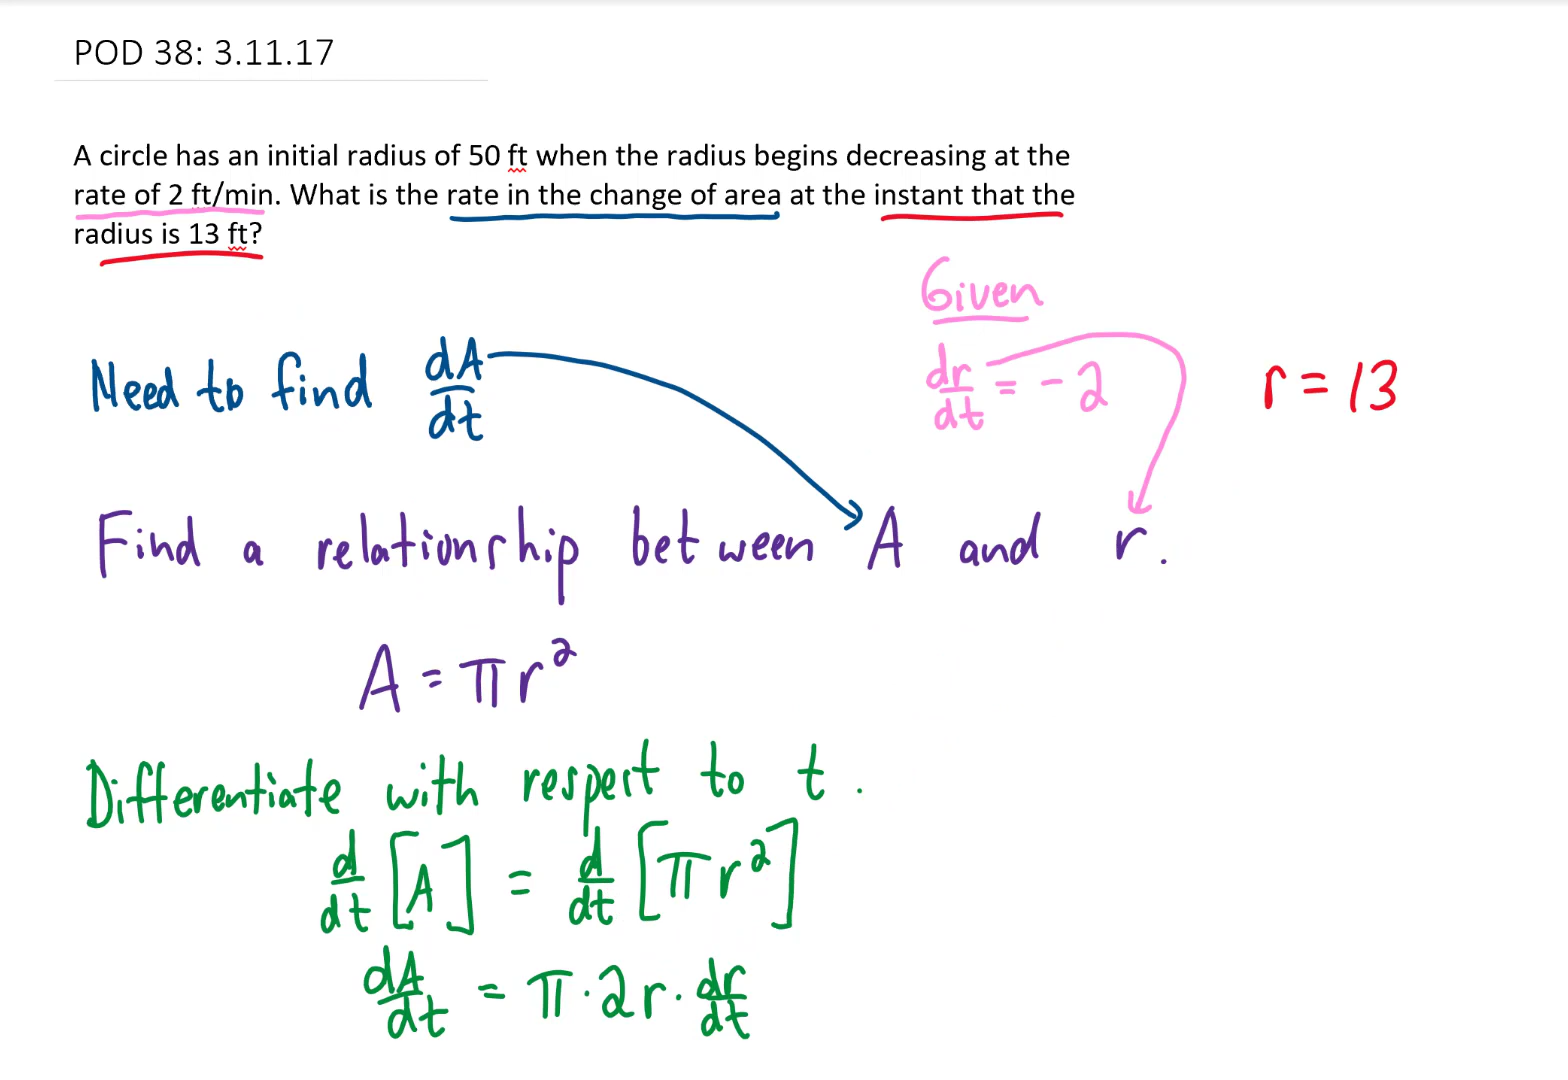 POD 38: 3.11.17
A circle has an initial radius of 50 ft when the radius begins decreasing at the
rate of 2 ft/min. What is the rate in the change of area at the instant that the
radius is 13 ft?
Given
Need to find dA/dt
dr/dt = -2
r = 13
Find a relationship between A and r.
A = πr²
Differentiate with respect to t.
d/dt [A] = d/dt [πr²]
dA/dt = π · 2r · dr/dt